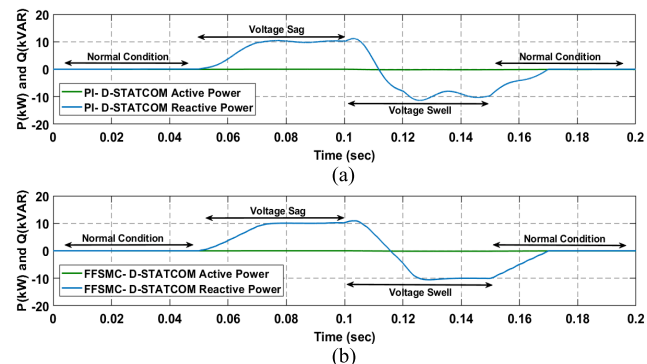 P(kW) and Q(kVAR)
20
10
0
-10
-20
Normal Condition
Voltage Sag
Voltage Swell
Normal Condition
PI- D-STATCOM Active Power
PI- D-STATCOM Reactive Power
0 0.02 0.04 0.06 0.08 0.1 0.12 0.14 0.16 0.18 0.2
Time (sec)
(a)
P(kW) and Q(kVAR)
20
10
0
-10
-20
Normal Condition
Voltage Sag
Voltage Swell
Normal Condition
FFSMC- D-STATCOM Active Power
FFSMC- D-STATCOM Reactive Power
0 0.02 0.04 0.06 0.08 0.1 0.12 0.14 0.16 0.18 0.2
Time (sec)
(b)